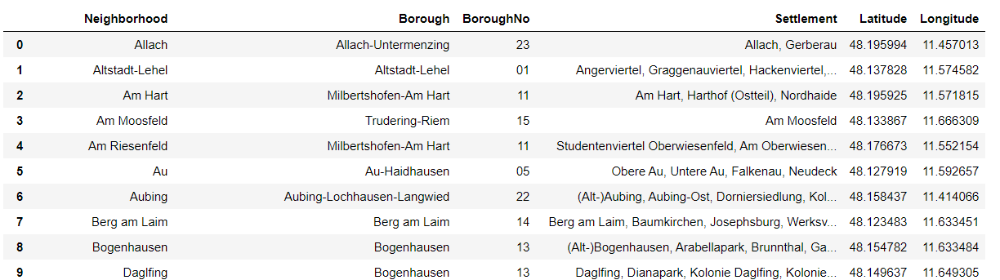 Neighborhood Borough BoroughNo Settlement Latitude Longitude
0 Allach Allach-Untermenzing 23 Allach, Gerberau 48.195994 11.457013
1 Altstadt-Lehel Altstadt-Lehel 01 Angerviertel, Graggenauviertel, Hackenviertel,... 48.137828 11.574582
2 Am Hart Milbertshofen-Am Hart 11 Am Hart, Harthof (Ostteil), Nordhaide 48.195925 11.571815
3 Am Moosfeld Trudering-Riem 15 Am Moosfeld 48.133867 11.666309
4 Am Riesenfeld Milbertshofen-Am Hart 11 Studentenviertel Oberwiesenfeld, Am Oberwiesen... 48.176673 11.552154
5 Au Au-Haidhausen 05 Obere Au, Untere Au, Falkenau, Neudeck 48.127919 11.592657
6 Aubing Aubing-Lochhausen-Langwied 22 (Alt-)Aubing, Aubing-Ost, Dorniersiedlung, Kol... 48.158437 11.414066
7 Berg am Laim Berg am Laim 14 Berg am Laim, Baumkirchen, Josephsburg, Werksv... 48.123483 11.633451
8 Bogenhausen Bogenhausen 13 (Alt-)Bogenhausen, Arabellapark, Brunnthal, Ga... 48.154782 11.633484
9 Daglfing Bogenhausen 13 Daglfing, Dianapark, Kolonie Daglfing, Kolonie... 48.149637 11.649305